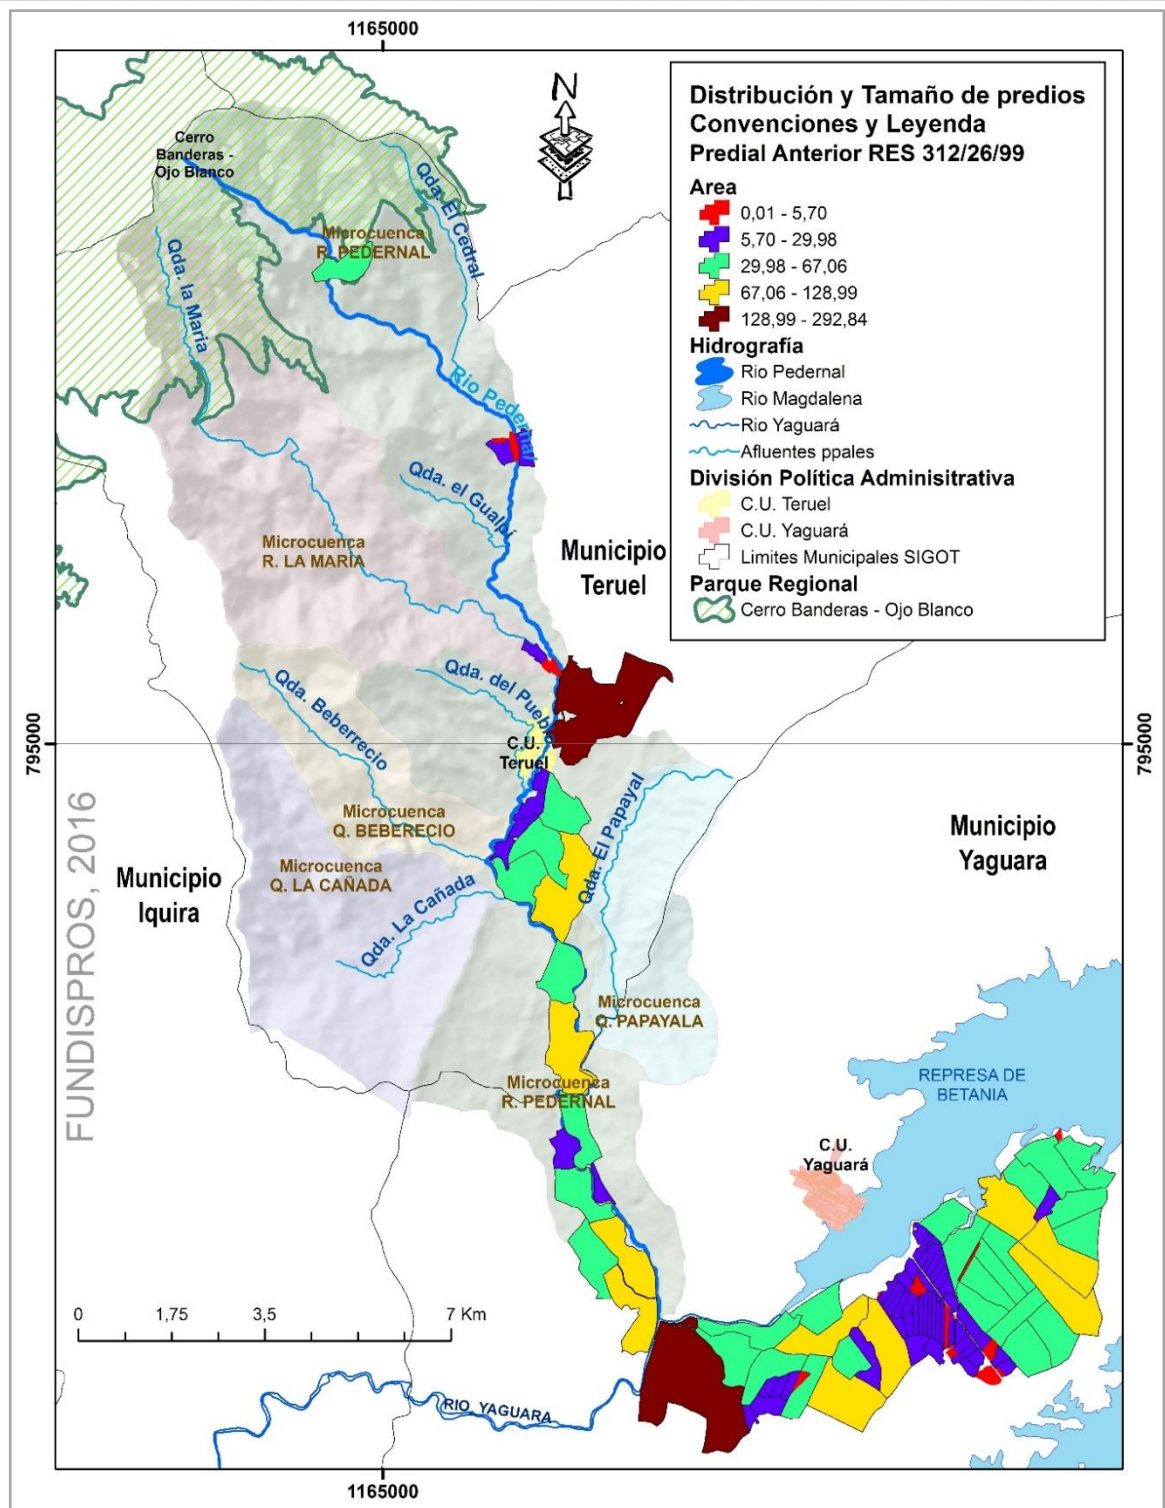 1165000
N
Distribución y Tamaño de predios
Convenciones y Leyenda
Predial Anterior RES 312/26/99
Area
0,01 - 5,70
5,70 - 29,98
29,98 - 67,06
67,06 - 128,99
128,99 - 292,84
Hidrografía
Rio Pedernal
Rio Magdalena
Rio Yaguará
Afluentes ppales
División Política Adminisitrativa
C.U. Teruel
C.U. Yaguará
Limites Municipales SIGOT
Parque Regional
Cerro Banderas - Ojo Blanco
Cerro
Banderas -
Ojo Blanco
Qda. El Cedral
Microcuenca
R. PEDERNAL
Qda. la Maria
Rio Pedernal
Qda. el Gualpi
Microcuenca
R. LA MARIA
Municipio
Teruel
Qda. del Pueblo
Qda. Beberrecio
C.U.
Teruel
795000
795000
Qda. El Papayal
Microcuenca
Q. BEBERECIO
Microcuenca
Q. LA CAÑADA
Municipio
Yaguara
Municipio
Iquira
Qda. La Cañada
FUNDISPROS, 2016
Microcuenca
Q. PAPAYALA
Microcuenca
R. PEDERNAL
REPRESA DE
BETANIA
C.U.
Yaguará
0 1,75 3,5 7 Km
RIO YAGUARA
1165000